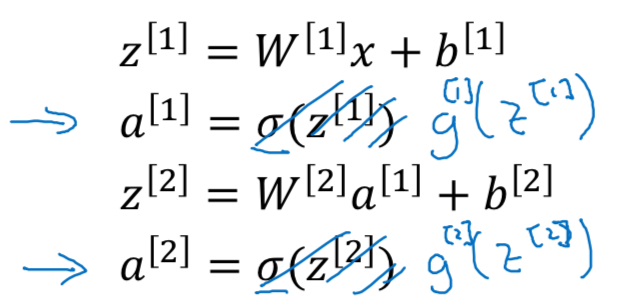 z^[1] = W^[1]x + b^[1]
→ a^[1] = σ(z^[1]) g^[1](z^[1])
z^[2] = W^[2]a^[1] + b^[2]
→ a^[2] = σ(z^[2]) g^[2](z^[2])